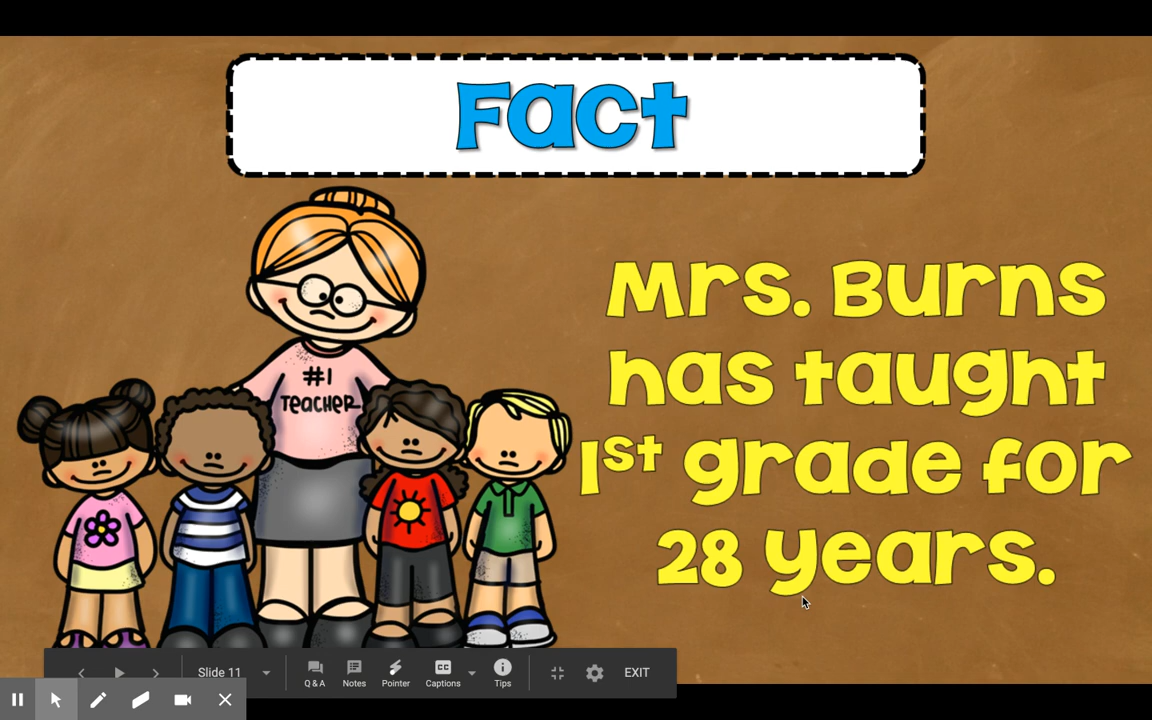 Fact
Mrs. Burns
has taught
1st grade for
28 years.
#1
TEACHER
Slide 11
Q & A
Notes
Pointer
CC
Captions
Tips
EXIT